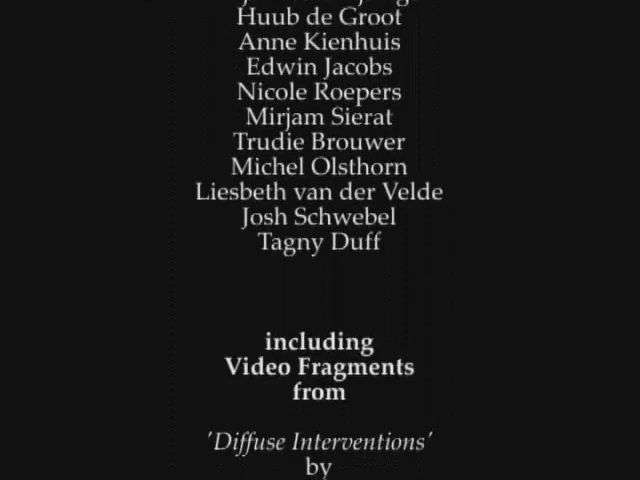 Huub de Groot
Anne Kienhuis
Edwin Jacobs
Nicole Roepers
Mirjam Sierat
Trudie Brouwer
Michel Olsthorn
Liesbeth van der Velde
Josh Schwebel
Tagny Duff
including
Video Fragments
from
'Diffuse Interventions'
by